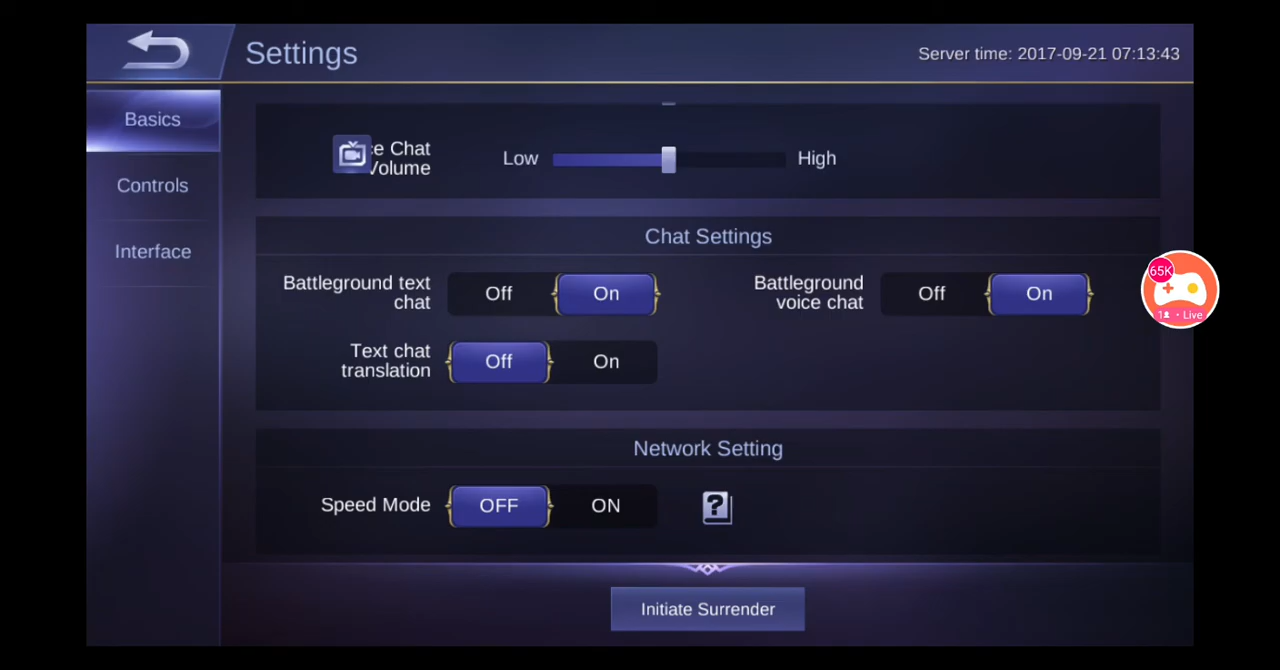 Settings
Server time: 2017-09-21 07:13:43
Basics
Controls
Interface
ce Chat
Volume
Low
High
Chat Settings
Battleground text
chat
Off
On
Battleground
voice chat
Off
On
Text chat
translation
Off
On
65K
1 • Live
Network Setting
Speed Mode
OFF
ON
?
Initiate Surrender